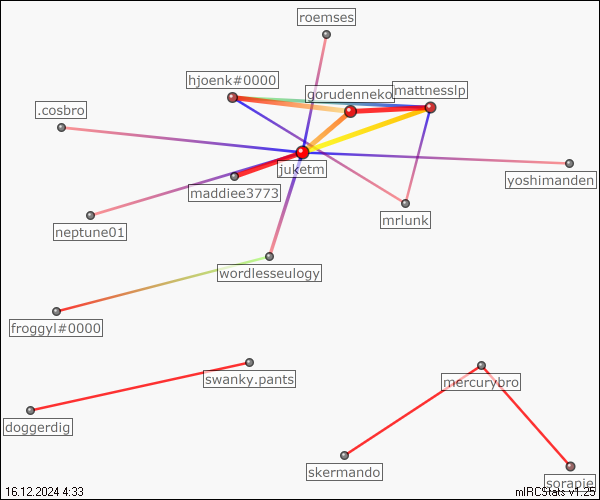 roemses
hjoenk#0000
gorudenneko
mattnesslp
.cosbro
juketm
yoshimanden
maddiee3773
mrlunk
neptune01
wordlesseulogy
froggyl#0000
swanky.pants
mercurybro
doggerdig
skermando
sorapie
16.12.2024 4:33
mIRCStats v1.25